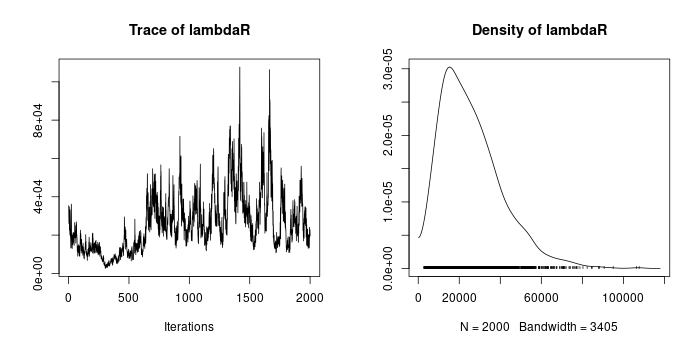 Trace of lambdaR
8e+04
4e+04
0e+00
0
500
1000
1500
2000
Iterations
Density of lambdaR
3.0e-05
2.0e-05
1.0e-05
0.0e+00
0
20000
60000
100000
N = 2000 Bandwidth = 3405